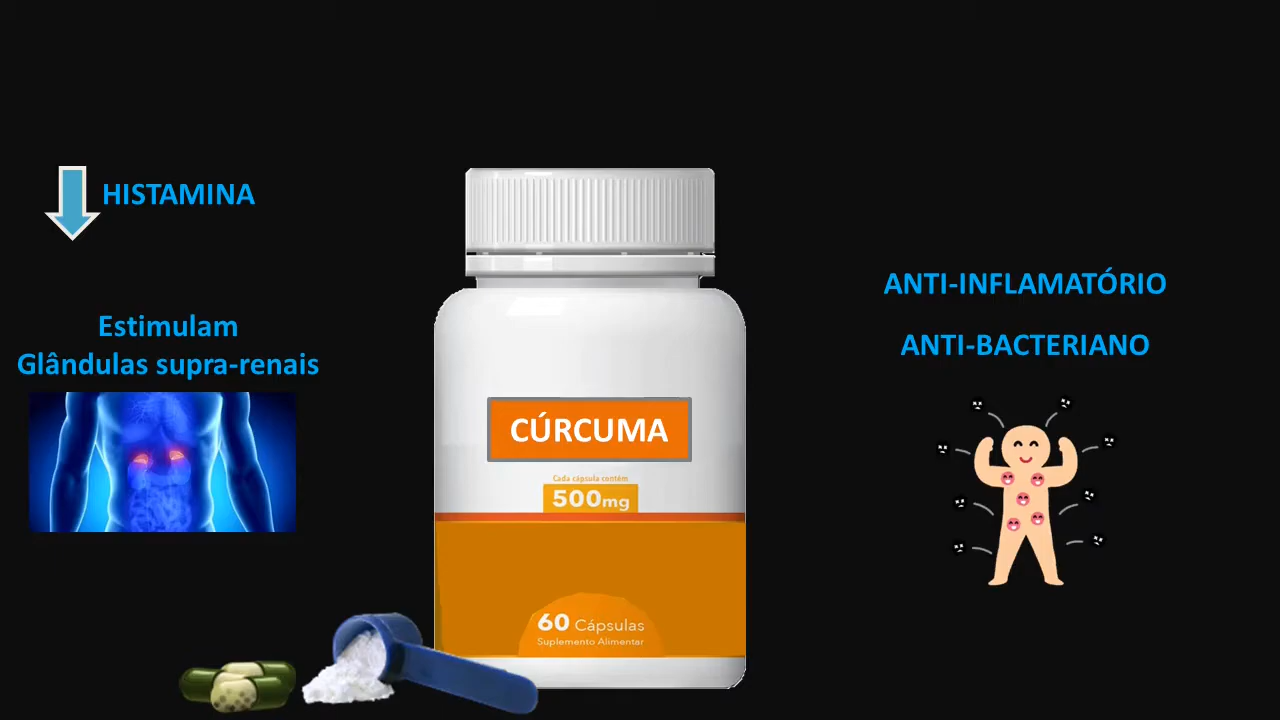 HISTAMINA
Estimulam
Glândulas supra-renais
CÚRCUMA
Cada cápsula contém
500mg
60 Cápsulas
Suplemento Alimentar
ANTI-INFLAMATÓRIO
ANTI-BACTERIANO